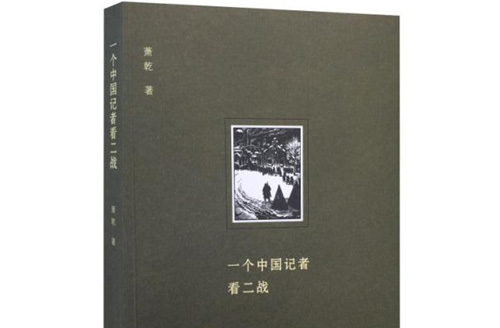 一个中国记者看二战
萧乾 著
萧乾 著
一个中国记者
看二战